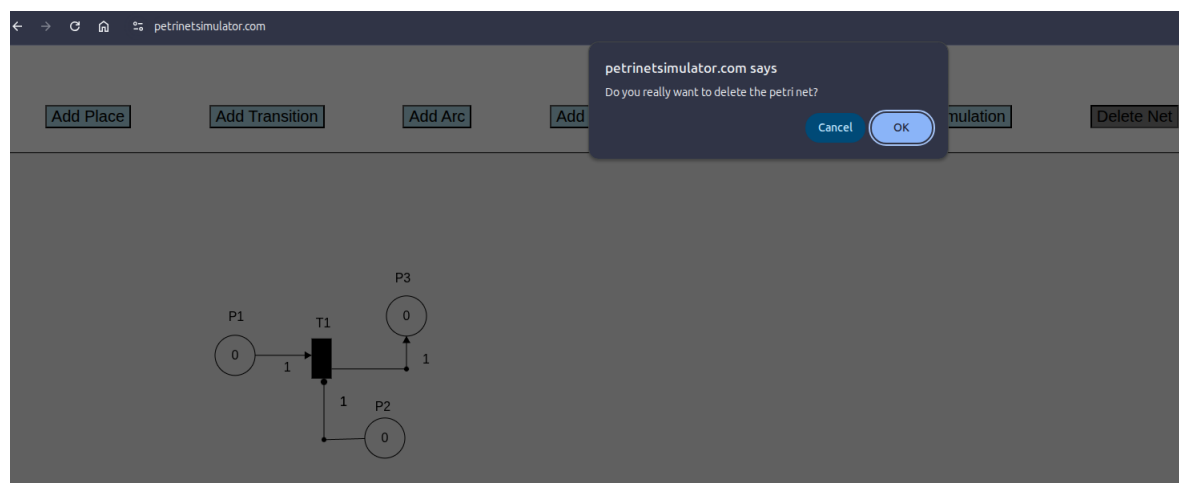 petrinetsimulator.com
petrinetsimulator.com says
Do you really want to delete the petri net?
Cancel OK
Add Place Add Transition Add Arc Add mulation Delete Net
P3
0
P1
T1
0
1
1
1
P2
0